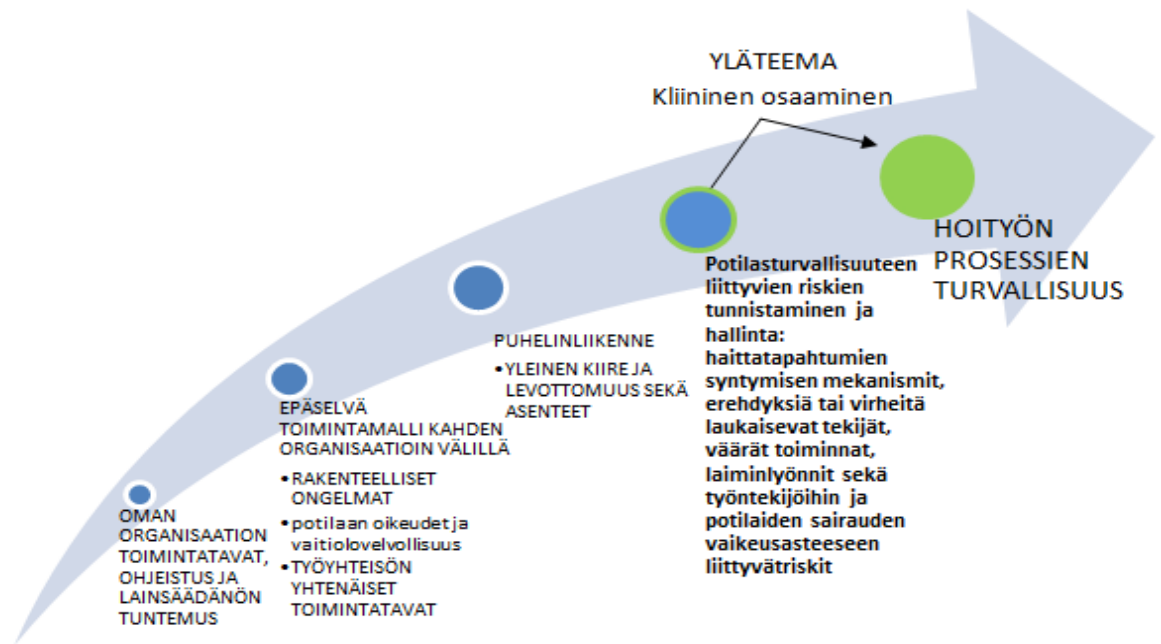 YLÄTEEMA
Kliininen osaaminen
HOITYÖN
PROSESSIEN
TURVALLISUUS
Potilasturvallisuuteen
liittyvien riskien
tunnistaminen ja
hallinta:
haittatapahtumien
syntymisen mekanismit,
erehdyksiä tai virheitä
laukaisevat tekijät,
väärät toiminnat,
laiminlyönnit sekä
työntekijöihin ja
potilaiden sairauden
vaikeusasteeseen
liittyvätriskit
PUHELINLIIKENNE
•YLEINEN KIIRE JA
LEVOTTOMUUS SEKÄ
ASENTEET
EPÄSELVÄ
TOIMINTAMALLI KAHDEN
ORGANISAATIOIN VÄLILLÄ
•RAKENTEELLISET
ONGELMAT
•potilaan oikeudet ja
vaitiolovelvollisuus
•TYÖYHTEISÖN
YHTENÄISET
TOIMINTATAVAT
OMAN
ORGANISAATION
TOIMINTATAVAT,
OHJEISTUS JA
LAINSÄÄDÄNÖN
TUNTEMUS